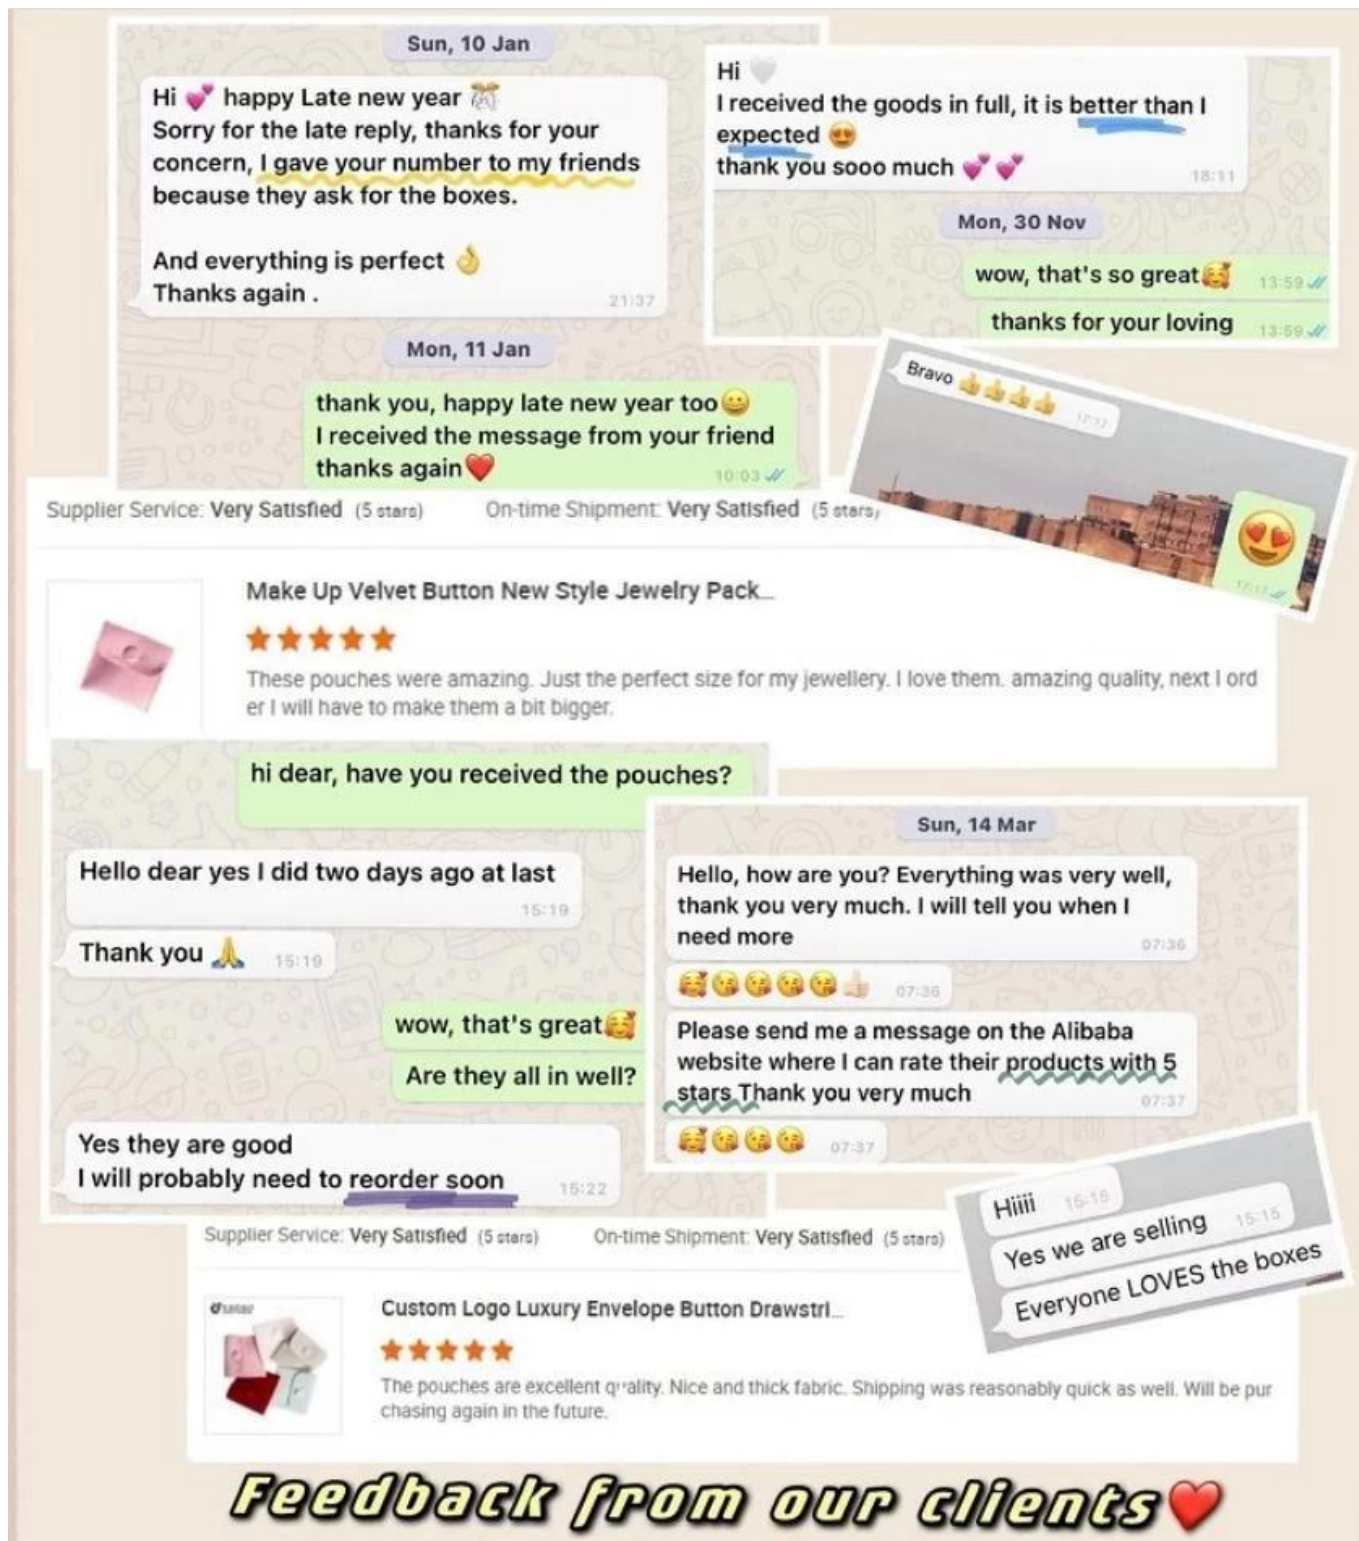 Sun, 10 Jan
Hi 💕 happy Late new year 🎊
Sorry for the late reply, thanks for your
concern, I gave your number to my friends
because they ask for the boxes.
And everything is perfect 👌
Thanks again .
21:37
Mon, 11 Jan
thank you, happy late new year too😀
I received the message from your friend
thanks again❤️
10:03
Hi 🤍
I received the goods in full, it is better than I
expected 😍
thank you sooo much 💕💕
18:11
Mon, 30 Nov
wow, that's so great🥰
13:59
thanks for your loving
13:59
Bravo 👍👍👍👍
17:17
😍
17:17
Supplier Service: Very Satisfied (5 stars) On-time Shipment: Very Satisfied (5 stars)
Make Up Velvet Button New Style Jewelry Pack...
These pouches were amazing. Just the perfect size for my jewellery. I love them. amazing quality, next I ord
er I will have to make them a bit bigger.
hi dear, have you received the pouches?
Hello dear yes I did two days ago at last
15:19
Thank you 🙏 15:19
wow, that's great🥰
Are they all in well?
Yes they are good
I will probably need to reorder soon
15:22
Sun, 14 Mar
Hello, how are you? Everything was very well,
thank you very much. I will tell you when I
need more
07:36
🥰😘😘😘😘👍🏻 07:36
Please send me a message on the Alibaba
website where I can rate their products with 5
stars Thank you very much
07:37
🥰😘😘😘 07:37
Hiiii 15:15
Yes we are selling 15:15
Everyone LOVES the boxes
Supplier Service: Very Satisfied (5 stars) On-time Shipment: Very Satisfied (5 stars)
Custom Logo Luxury Envelope Button Drawstri...
The pouches are excellent quality. Nice and thick fabric. Shipping was reasonably quick as well. Will be pur
chasing again in the future.
Feedback from our clients❤️